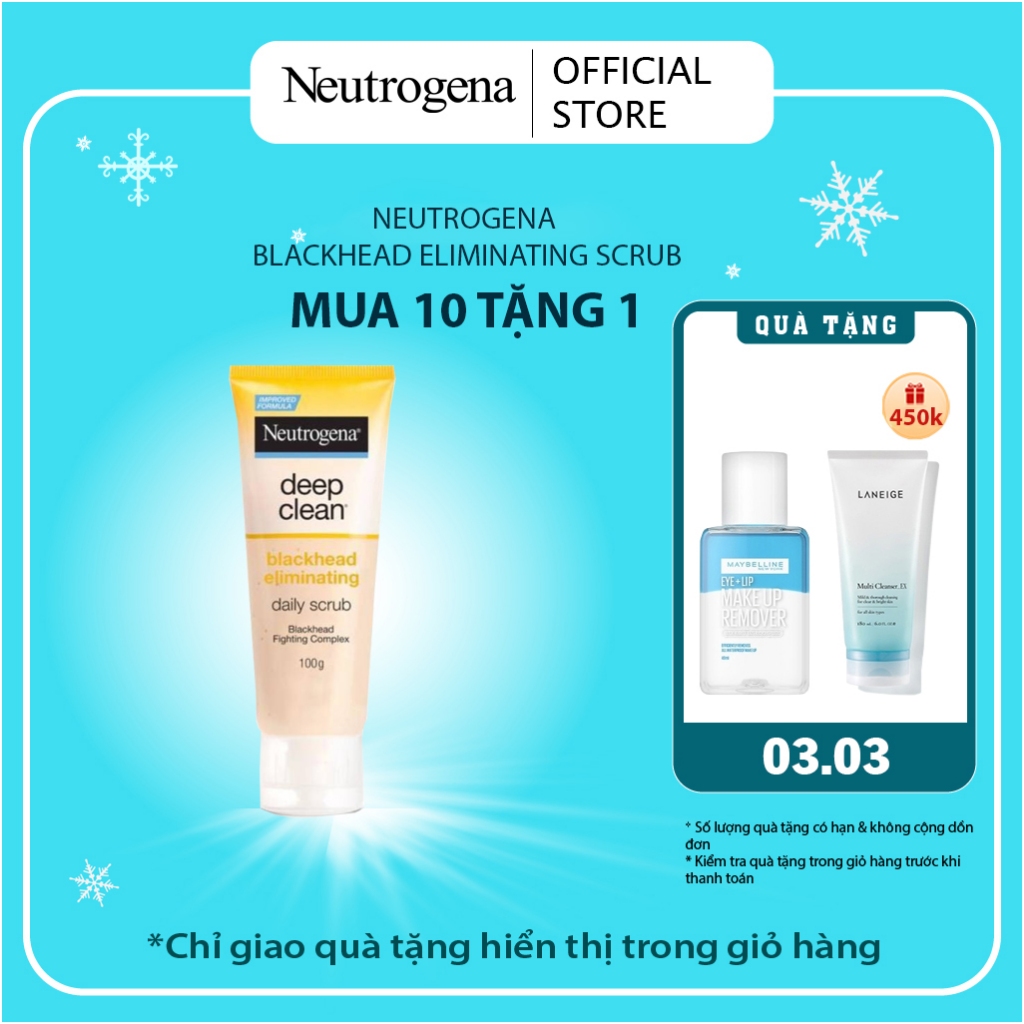 Neutrogena
OFFICIAL
STORE
NEUTROGENA
BLACKHEAD ELIMINATING SCRUB
MUA 10 TẶNG 1
QUÀ TẶNG
450k
IMPROVED
FORMULA
Neutrogena®
deep
clean®
blackhead
eliminating
daily scrub
Blackhead
Fighting Complex
100g
MAYBELLINE
EYE + LIP
MAKE UP
REMOVER
LANEIGE
Multi Cleanser_EX
03.03
* Số lượng quà tặng có hạn & không cộng dồn
đơn
* Kiểm tra quà tặng trong giỏ hàng trước khi
thanh toán
*Chỉ giao quà tặng hiển thị trong giỏ hàng